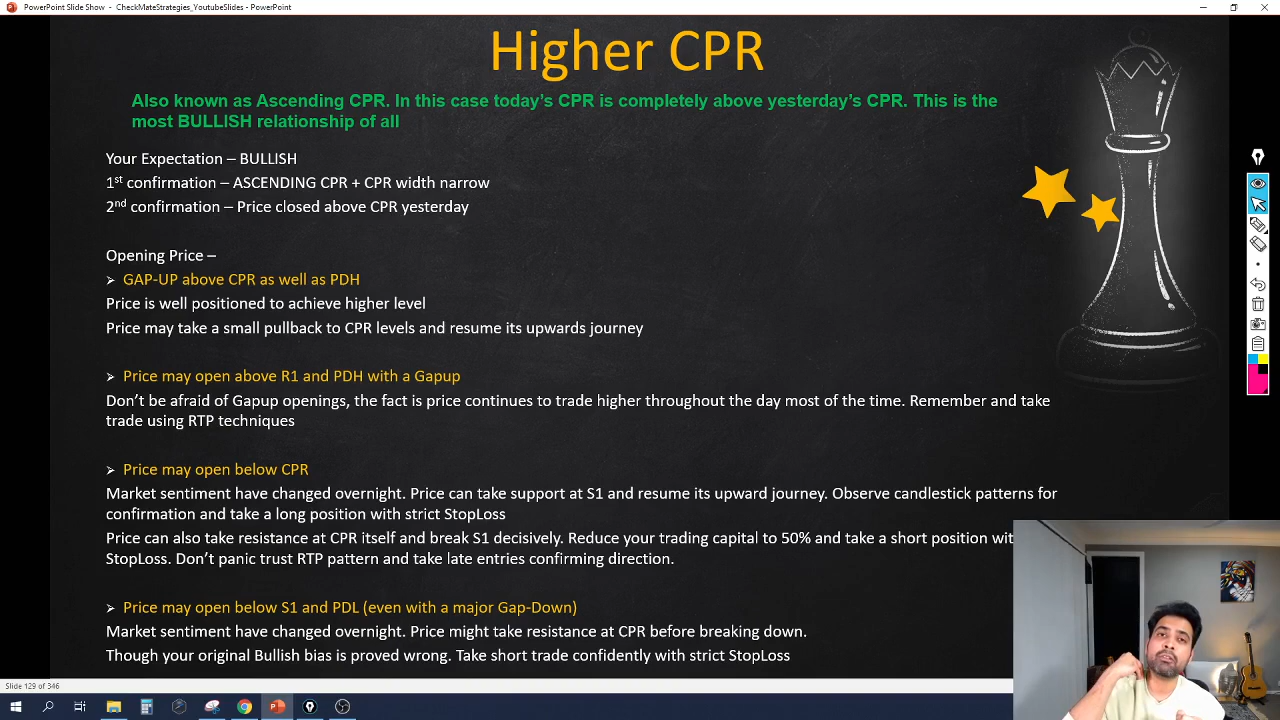 PowerPoint Slide Show - CheckMateStrategies_YoutubeSlides - PowerPoint
Higher CPR
Also known as Ascending CPR. In this case today's CPR is completely above yesterday's CPR. This is the
most BULLISH relationship of all
Your Expectation – BULLISH
1st confirmation – ASCENDING CPR + CPR width narrow
2nd confirmation – Price closed above CPR yesterday
Opening Price –
➢ GAP-UP above CPR as well as PDH
Price is well positioned to achieve higher level
Price may take a small pullback to CPR levels and resume its upwards journey
➢ Price may open above R1 and PDH with a Gapup
Don't be afraid of Gapup openings, the fact is price continues to trade higher throughout the day most of the time. Remember and take
trade using RTP techniques
➢ Price may open below CPR
Market sentiment have changed overnight. Price can take support at S1 and resume its upward journey. Observe candlestick patterns for
confirmation and take a long position with strict StopLoss
Price can also take resistance at CPR itself and break S1 decisively. Reduce your trading capital to 50% and take a short position wit
StopLoss. Don't panic trust RTP pattern and take late entries confirming direction.
➢ Price may open below S1 and PDL (even with a major Gap-Down)
Market sentiment have changed overnight. Price might take resistance at CPR before breaking down.
Though your original Bullish bias is proved wrong. Take short trade confidently with strict StopLoss
Slide 129 of 346